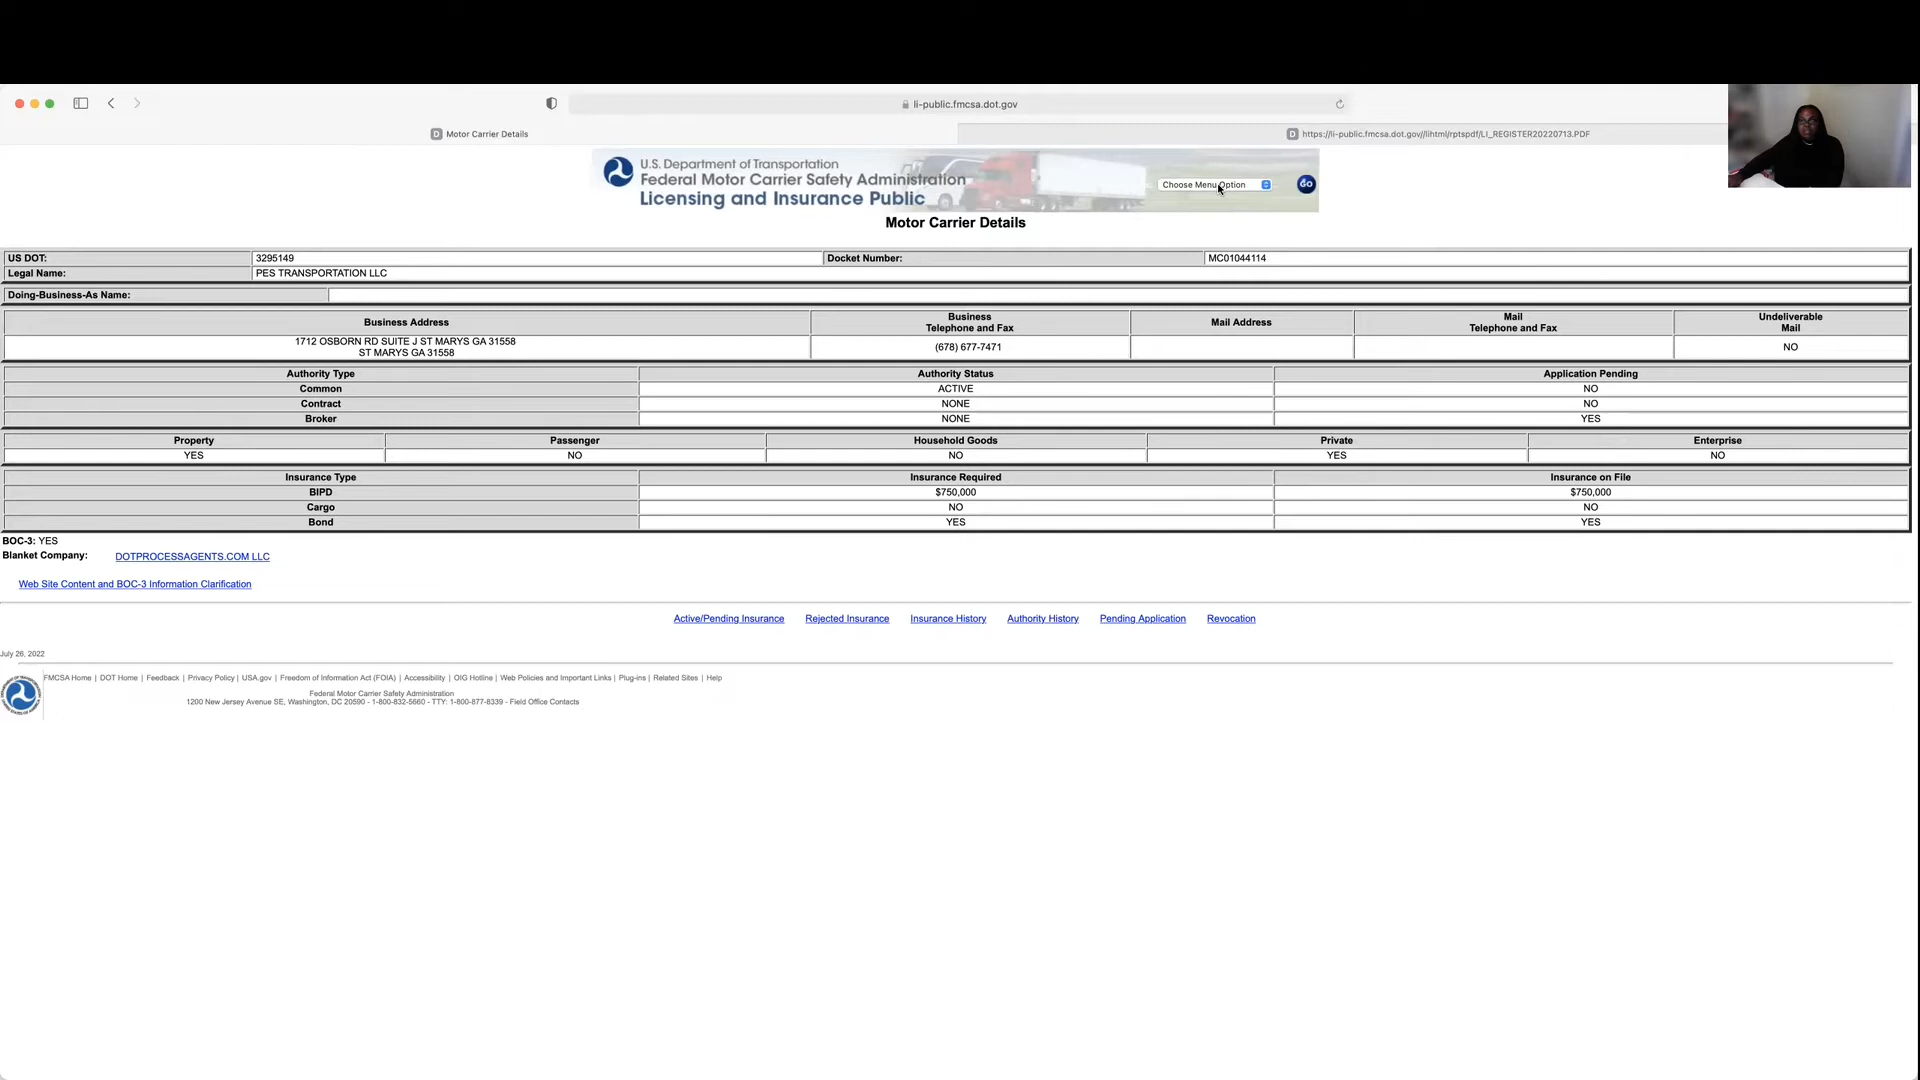 li-public.fmcsa.dot.gov
D Motor Carrier Details
D https://li-public.fmcsa.dot.gov//lihtml/rptspdf/LI_REGISTER20220713.PDF
U.S. Department of Transportation
Federal Motor Carrier Safety Administration
Licensing and Insurance Public
Choose Menu Option
GO
Motor Carrier Details
US DOT: 3295149 Docket Number: MC01044114
Legal Name: PES TRANSPORTATION LLC
Doing-Business-As Name:
Business Address Business Telephone and Fax Mail Address Mail Telephone and Fax Undeliverable Mail
1712 OSBORN RD SUITE J ST MARYS GA 31558
ST MARYS GA 31558
(678) 677-7471 NO
Authority Type Authority Status Application Pending
Common ACTIVE NO
Contract NONE NO
Broker NONE YES
Property Passenger Household Goods Private Enterprise
YES NO NO YES NO
Insurance Type Insurance Required Insurance on File
BIPD $750,000 $750,000
Cargo NO NO
Bond YES YES
BOC-3: YES
Blanket Company: DOTPROCESSAGENTS.COM LLC
Web Site Content and BOC-3 Information Clarification
Active/Pending Insurance Rejected Insurance Insurance History Authority History Pending Application Revocation
July 26, 2022
FMCSA Home | DOT Home | Feedback | Privacy Policy | USA.gov | Freedom of Information Act (FOIA) | Accessibility | OIG Hotline | Web Policies and Important Links | Plug-ins | Related Sites | Help
Federal Motor Carrier Safety Administration
1200 New Jersey Avenue SE, Washington, DC 20590 - 1-800-832-5660 - TTY: 1-800-877-8339 - Field Office Contacts